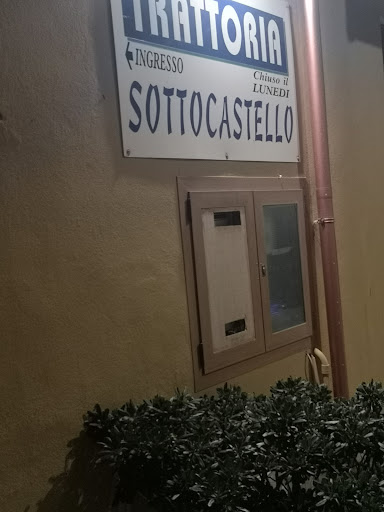 TRATTORIA
INGRESSO
Chiuso il
LUNEDI
SOTTOCASTELLO